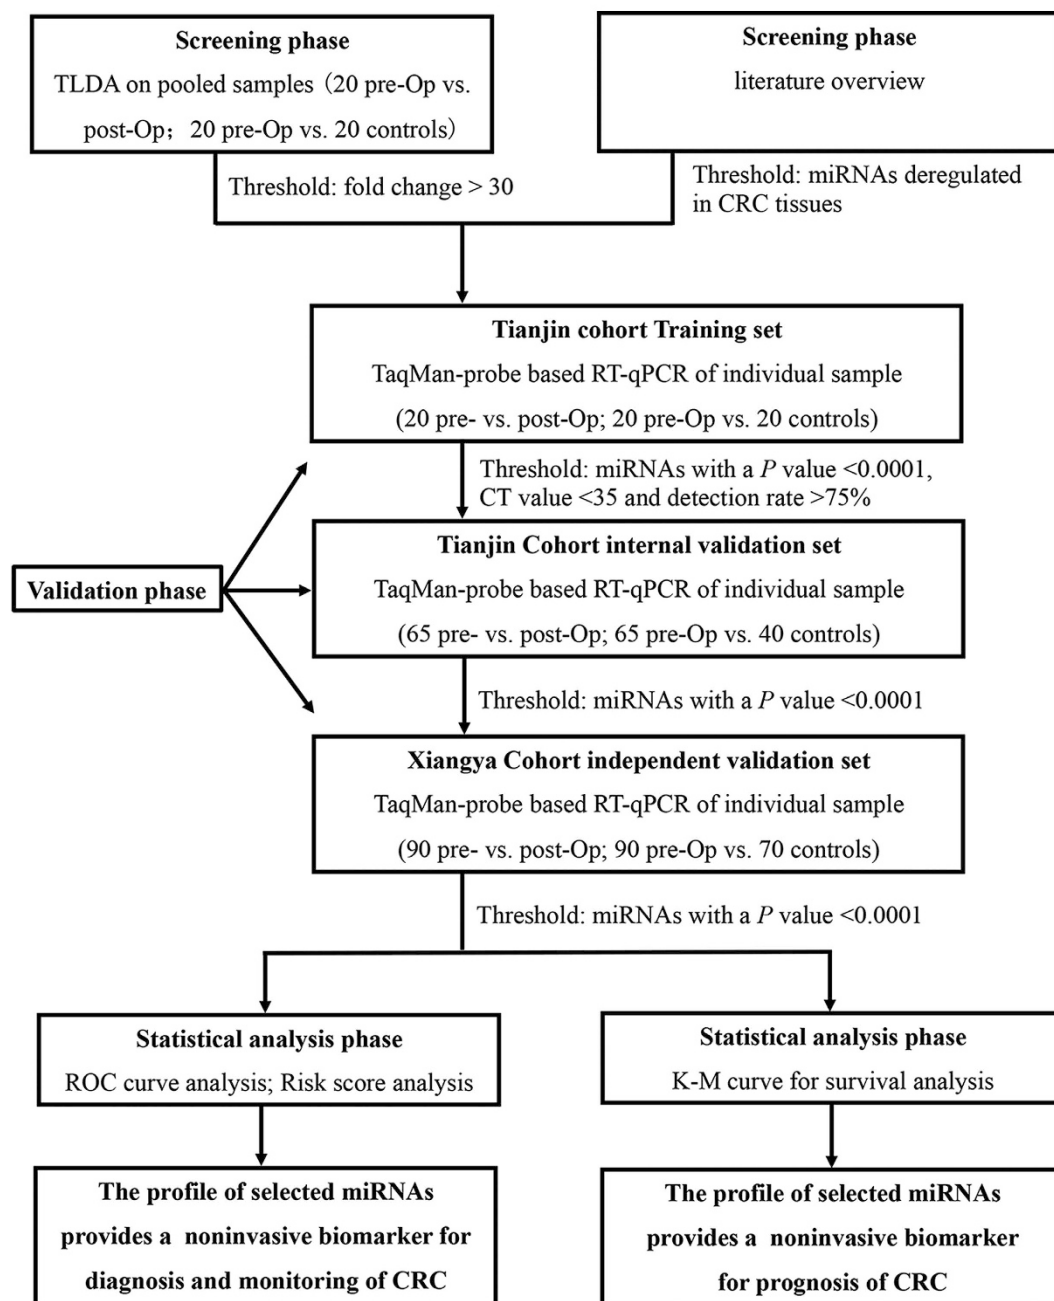 Screening phase
TLDA on pooled samples（20 pre-Op vs.
post-Op；20 pre-Op vs. 20 controls）
Screening phase
literature overview
Threshold: fold change > 30
Threshold: miRNAs deregulated
in CRC tissues
Tianjin cohort Training set
TaqMan-probe based RT-qPCR of individual sample
(20 pre- vs. post-Op; 20 pre-Op vs. 20 controls)
Threshold: miRNAs with a P value <0.0001,
CT value <35 and detection rate >75%
Validation phase
Tianjin Cohort internal validation set
TaqMan-probe based RT-qPCR of individual sample
(65 pre- vs. post-Op; 65 pre-Op vs. 40 controls)
Threshold: miRNAs with a P value <0.0001
Xiangya Cohort independent validation set
TaqMan-probe based RT-qPCR of individual sample
(90 pre- vs. post-Op; 90 pre-Op vs. 70 controls)
Threshold: miRNAs with a P value <0.0001
Statistical analysis phase
ROC curve analysis; Risk score analysis
Statistical analysis phase
K-M curve for survival analysis
The profile of selected miRNAs
provides a noninvasive biomarker for
diagnosis and monitoring of CRC
The profile of selected miRNAs
provides a noninvasive biomarker
for prognosis of CRC